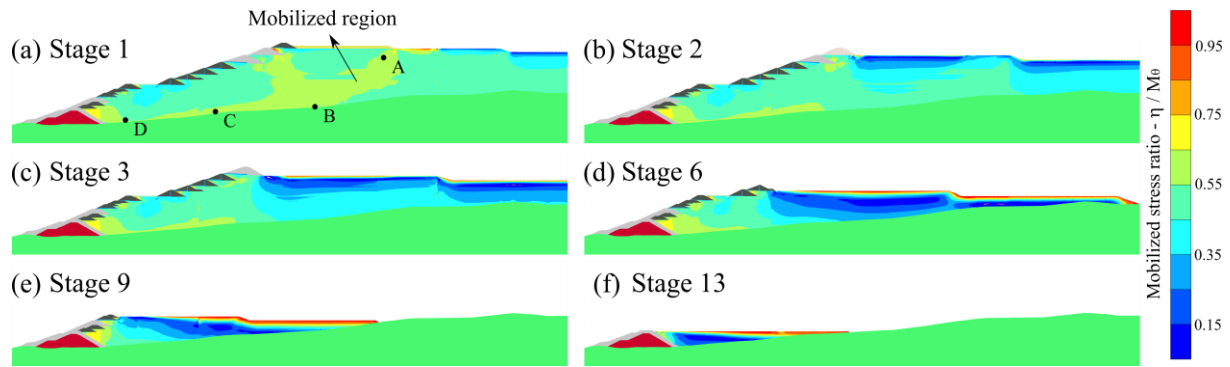 Mobilized region
(a) Stage 1
(b) Stage 2
A
B
C
D
(c) Stage 3
(d) Stage 6
(e) Stage 9
(f) Stage 13
0.95
0.75
0.55
0.35
0.15
Mobilized stress ratio - η / Mθ